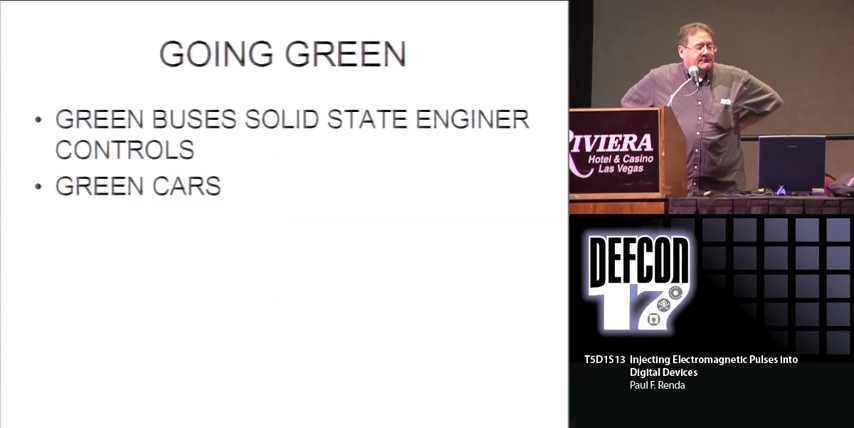 GOING GREEN
• GREEN BUSES SOLID STATE ENGINER
CONTROLS
• GREEN CARS
RIVIERA
Hotel & Casino
Las Vegas
DEFCON
17
T5D1S13 Injecting Electromagnetic Pulses into
Digital Devices
Paul F. Renda